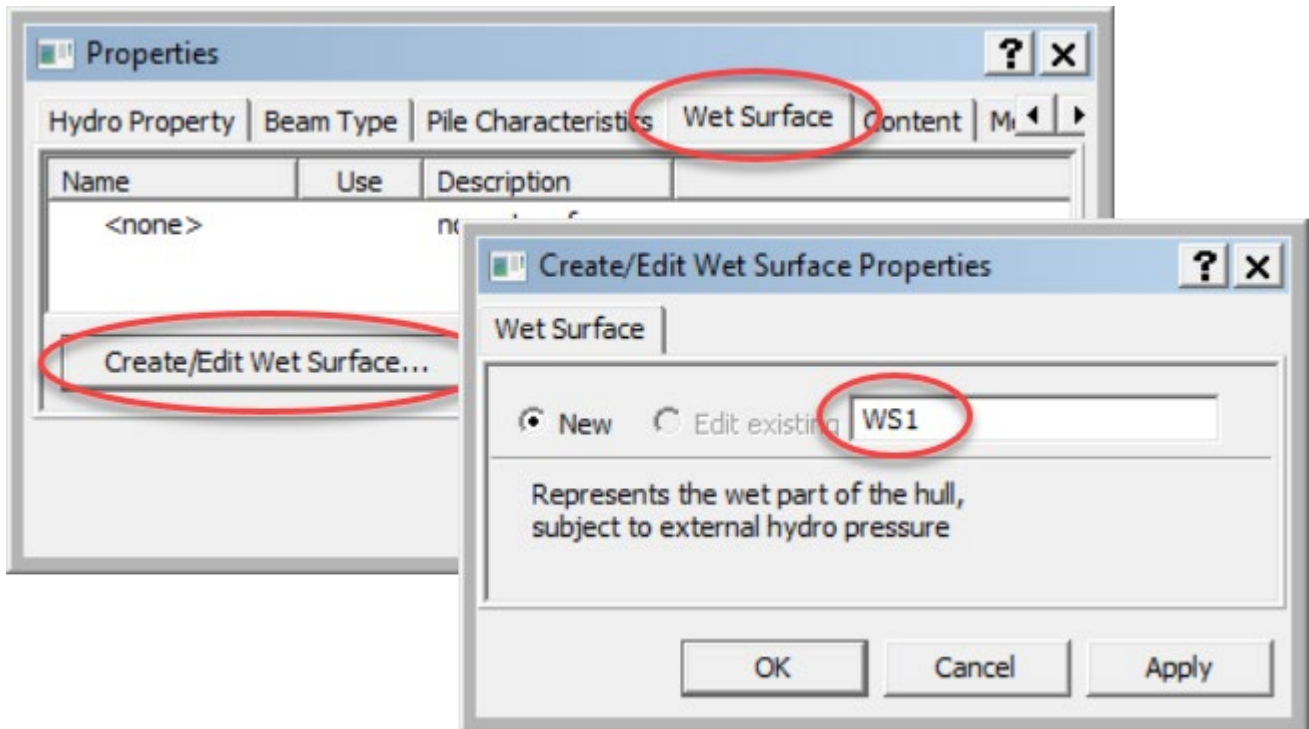 Properties
? x
Hydro Property Beam Type Pile Characteristics Wet Surface Content
Name Use Description
<none>
Create/Edit Wet Surface...
Create/Edit Wet Surface Properties
? x
Wet Surface
New Edit existing WS1
Represents the wet part of the hull,
subject to external hydro pressure
OK Cancel Apply